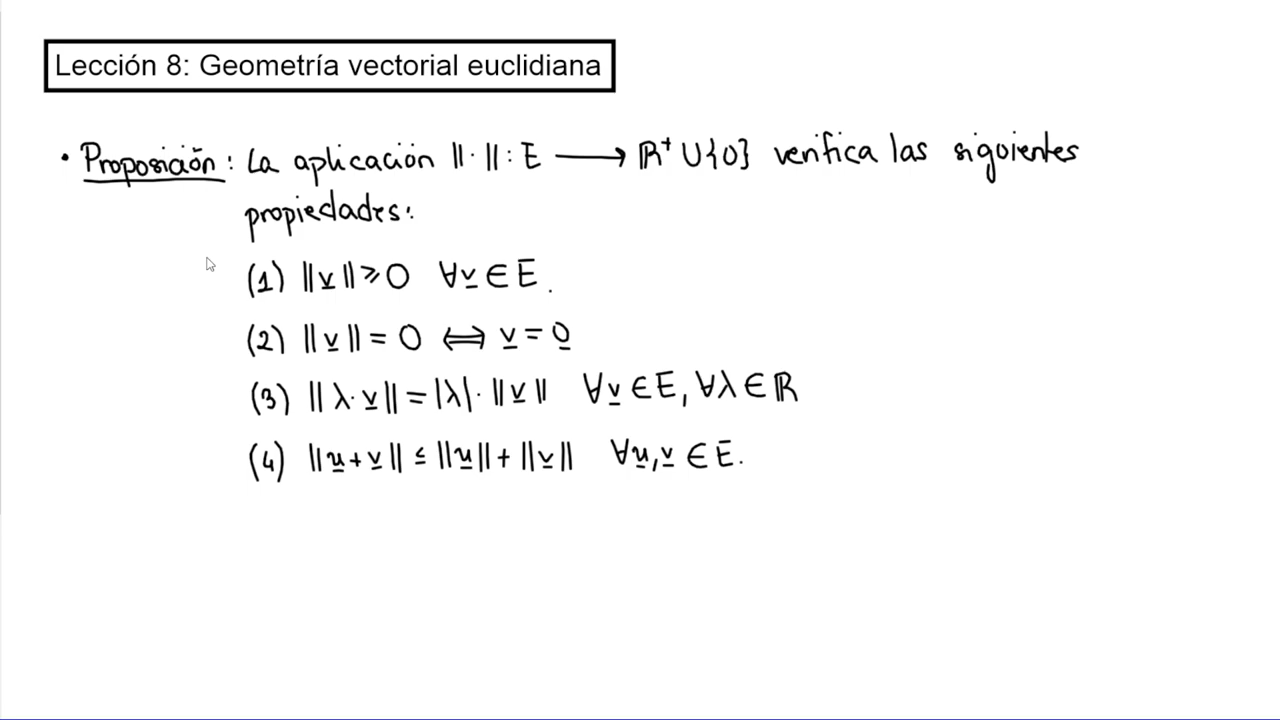 Lección 8: Geometría vectorial euclidiana
• Proposición: La aplicación ||·|| : E ⟶ ℝ⁺ ∪ {0} verifica las siguientes
propiedades:
(1) ||v̲|| ≥ 0 ∀v̲ ∈ E.
(2) ||v̲|| = 0 ⟺ v̲ = 0̲
(3) ||λ·v̲|| = |λ|·||v̲|| ∀v̲ ∈ E, ∀λ ∈ ℝ
(4) ||u̲ + v̲|| ≤ ||u̲|| + ||v̲|| ∀u̲, v̲ ∈ E.